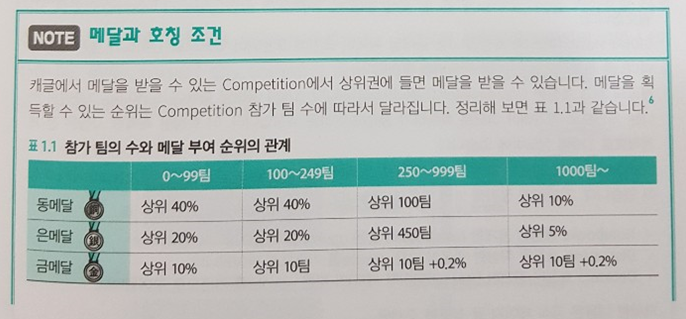 NOTE 메달과 호칭 조건
캐글에서 메달을 받을 수 있는 Competition에서 상위권에 들면 메달을 받을 수 있습니다. 메달을 획
득할 수 있는 순위는 Competition 참가 팀 수에 따라서 달라집니다. 정리해 보면 표 1.1과 같습니다.6
표 1.1 참가 팀의 수와 메달 부여 순위의 관계
0~99팀 100~249팀 250~999팀 1000팀~
동메달 銅 상위 40% 상위 40% 상위 100팀 상위 10%
은메달 銀 상위 20% 상위 20% 상위 450팀 상위 5%
금메달 金 상위 10% 상위 10팀 상위 10팀 +0.2% 상위 10팀 +0.2%